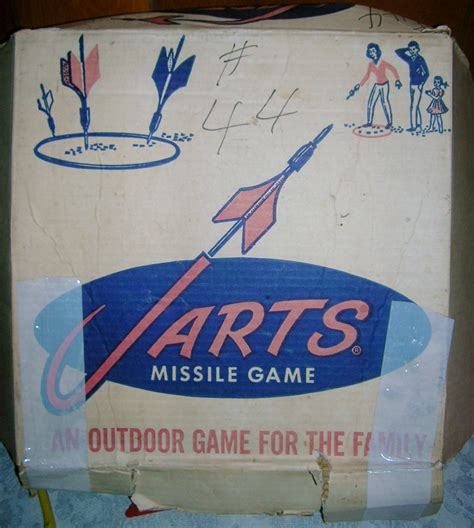 #
44
JARTS®
MISSILE GAME
AN OUTDOOR GAME FOR THE FAMILY